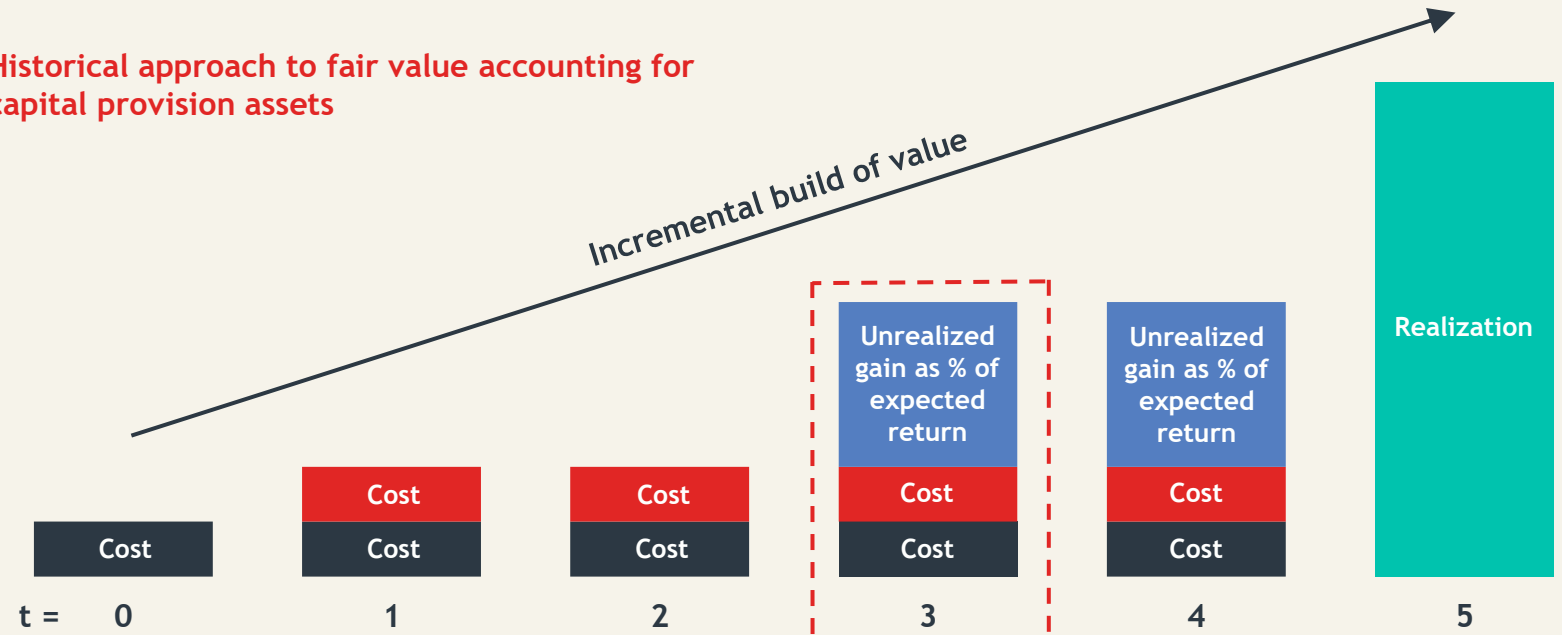 Historical approach to fair value accounting for
capital provision assets
Incremental build of value
Unrealized
gain as % of
expected
return
Unrealized
gain as % of
expected
return
Realization
Cost
Cost
Cost
Cost
Cost
Cost
Cost
Cost
Cost
t = 0 1 2 3 4 5